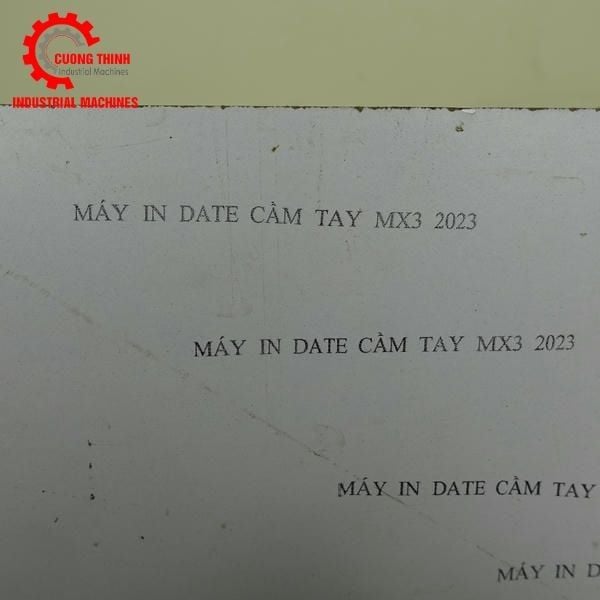 CUONG THINH
Industrial Machines
INDUSTRIAL MACHINES
MÁY IN DATE CẦM TAY MX3 2023
MÁY IN DATE CẦM TAY MX3 2023
MÁY IN DATE CẦM TAY
MÁY IN D